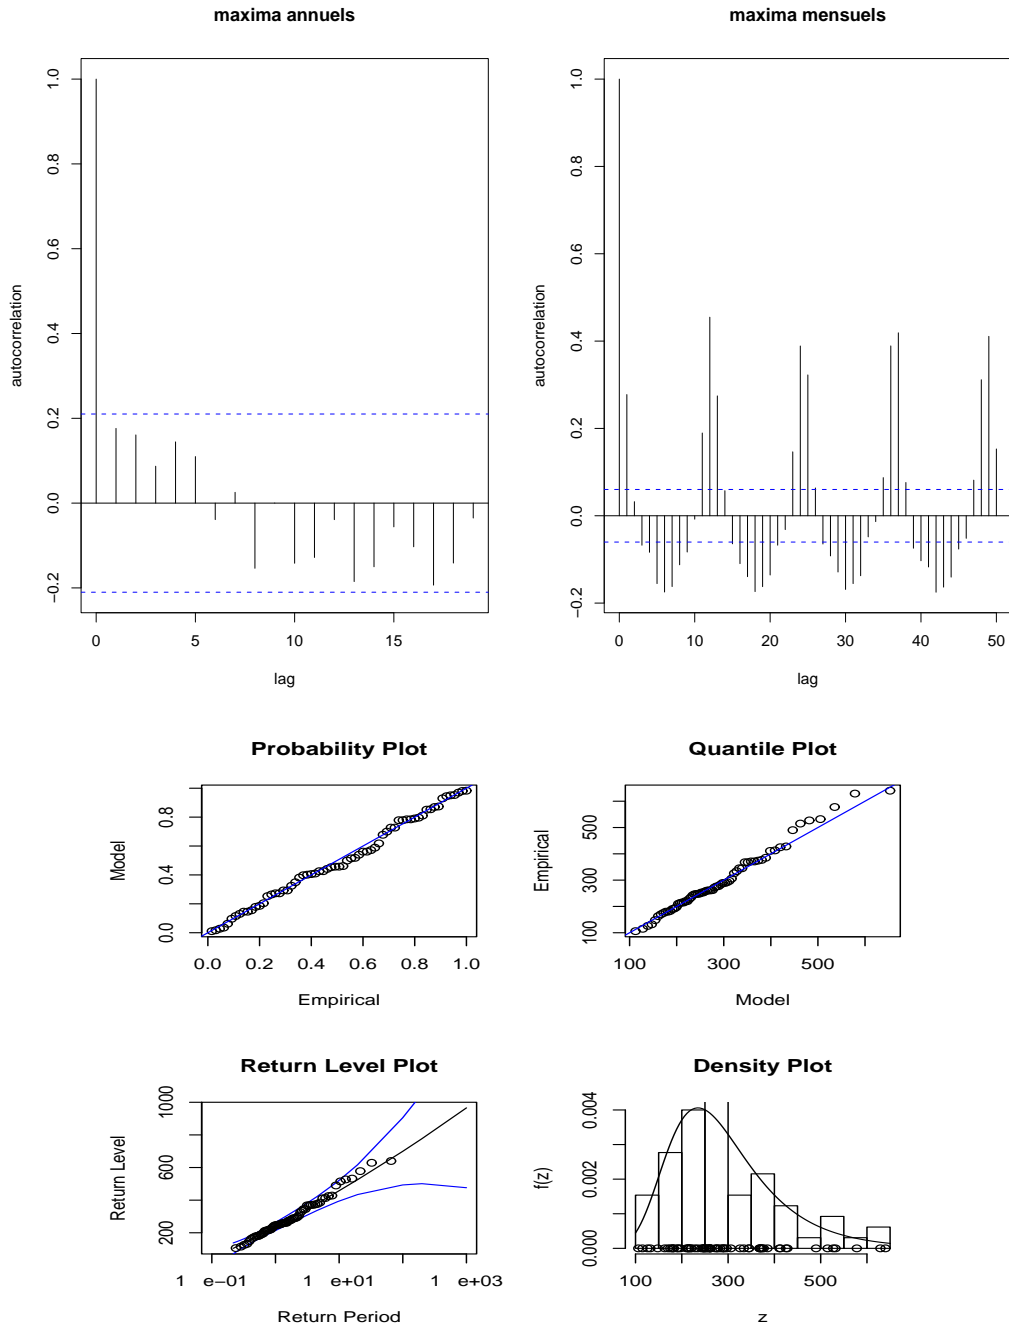 maxima annuels
maxima mensuels
autocorrelation
1.0
0.8
0.6
0.4
0.2
0.0
−0.2
0 5 10 15
lag
autocorrelation
1.0
0.8
0.6
0.4
0.2
0.0
−0.2
0 10 20 30 40 50
lag
Probability Plot
Model
0.8
0.4
0.0
0.0 0.2 0.4 0.6 0.8 1.0
Empirical
Quantile Plot
Empirical
500
300
100
100 300 500
Model
Return Level Plot
Return Level
1000
600
200
1 e−01 1 e+01 1 e+03
Return Period
Density Plot
f(z)
0.004
0.002
0.000
100 300 500
z